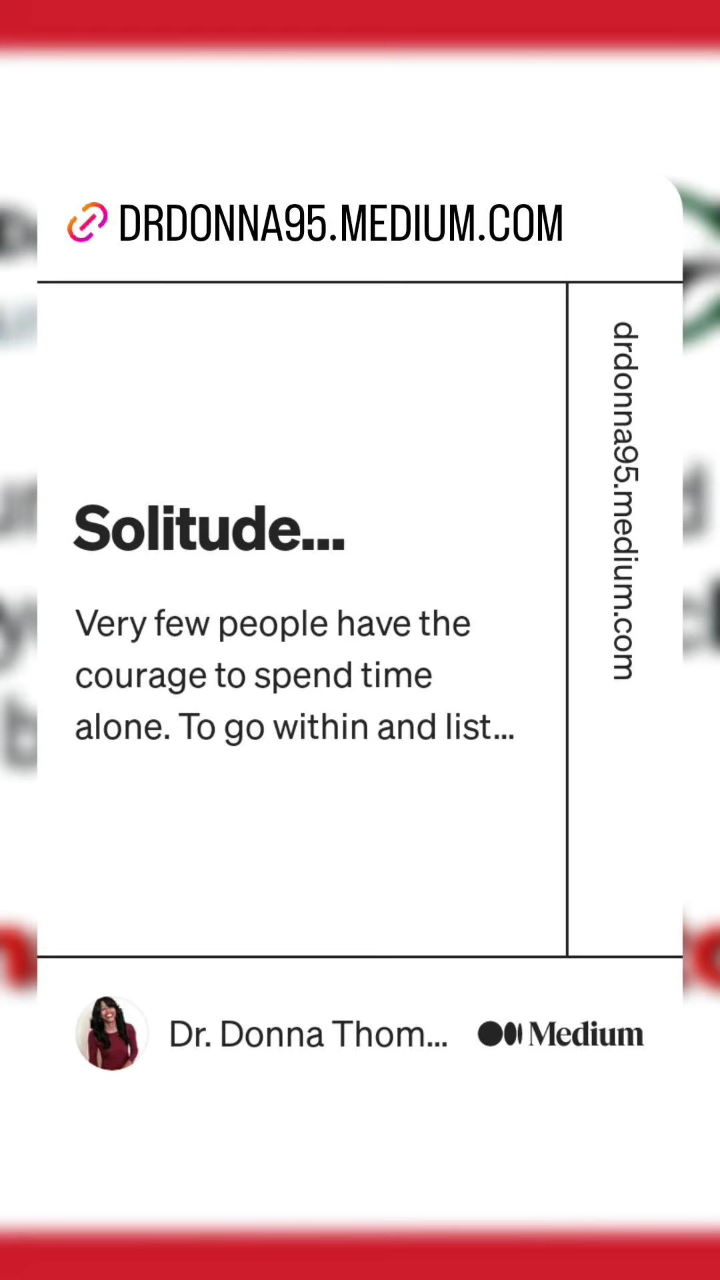 DRDONNA95.MEDIUM.COM
drdonna95.medium.com
Solitude...
Very few people have the
courage to spend time
alone. To go within and list...
Dr. Donna Thom...
Medium